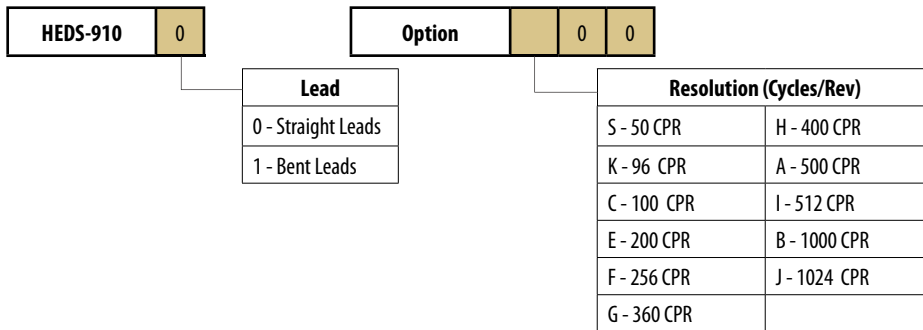 HEDS-910 0 Option 0 0
Lead
0 - Straight Leads
1 - Bent Leads
Resolution (Cycles/Rev)
S - 50 CPR H - 400 CPR
K - 96 CPR A - 500 CPR
C - 100 CPR I - 512 CPR
E - 200 CPR B - 1000 CPR
F - 256 CPR J - 1024 CPR
G - 360 CPR